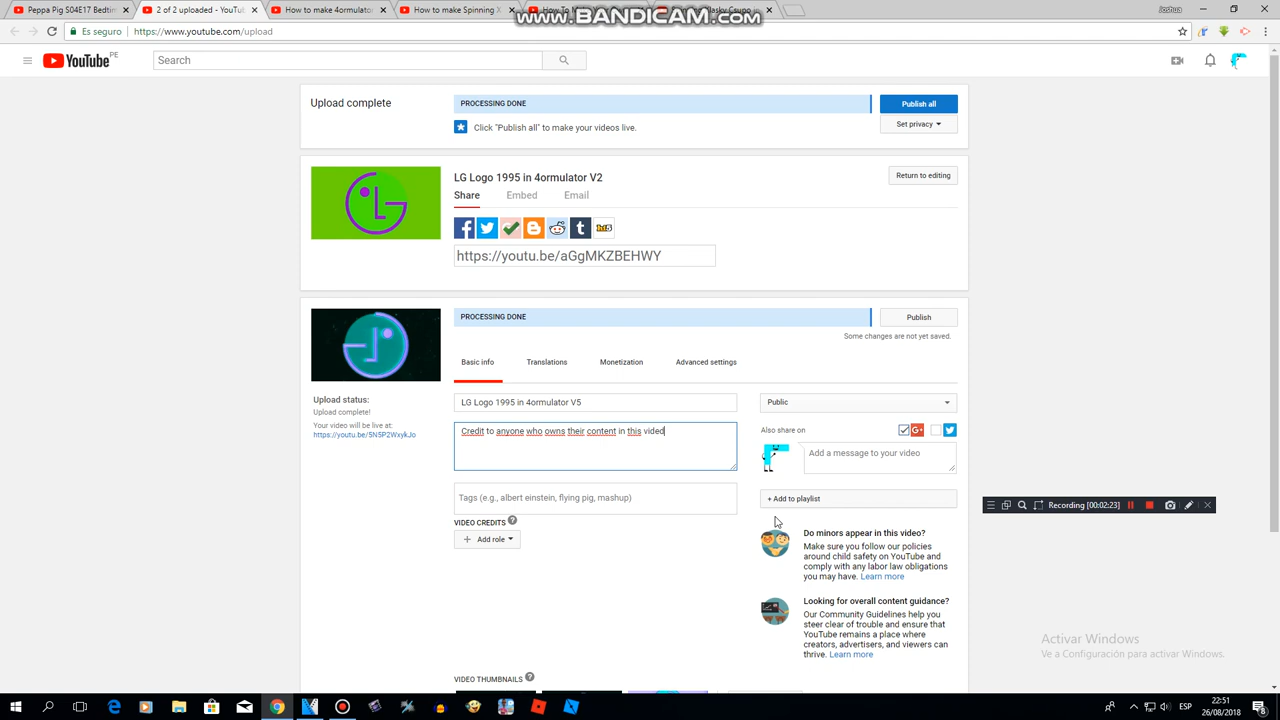 Peppa Pig S04E17 Bedtim
2 of 2 uploaded - YouTu
How to make 4ormulator
How to make Spinning X
www.BANDICAM.com
Joshua
Es seguro
https://www.youtube.com/upload
YouTube PE
Search
Upload complete
PROCESSING DONE
Publish all
Click "Publish all" to make your videos live.
Set privacy
LG Logo 1995 in 4ormulator V2
Return to editing
Share Embed Email
https://youtu.be/aGgMKZBEHWY
PROCESSING DONE
Publish
Some changes are not yet saved.
Basic info Translations Monetization Advanced settings
Upload status:
Upload complete!
Your video will be live at:
https://youtu.be/5N5P2WxykJo
LG Logo 1995 in 4ormulator V5
Public
Credit to anyone who owns their content in this vided
Also share on
Add a message to your video
Tags (e.g., albert einstein, flying pig, mashup)
+ Add to playlist
VIDEO CREDITS
Add role
Recording [00:02:23]
Do minors appear in this video?
Make sure you follow our policies
around child safety on YouTube and
comply with any labor law obligations
you may have. Learn more
Looking for overall content guidance?
Our Community Guidelines help you
steer clear of trouble and ensure that
YouTube remains a place where
creators, advertisers, and viewers can
thrive. Learn more
VIDEO THUMBNAILS
Activar Windows
Ve a Configuración para activar Windows.
ESP
22:51
26/08/2018